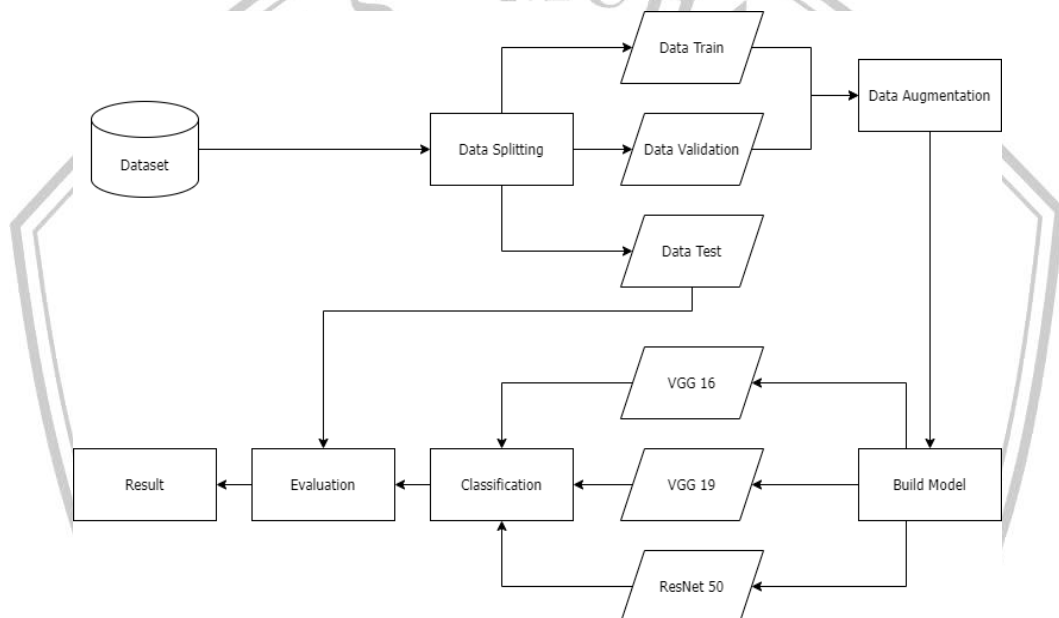 Data Train
Data Augmentation
Dataset
Data Splitting
Data Validation
Data Test
VGG 16
Result
Evaluation
Classification
VGG 19
Build Model
ResNet 50